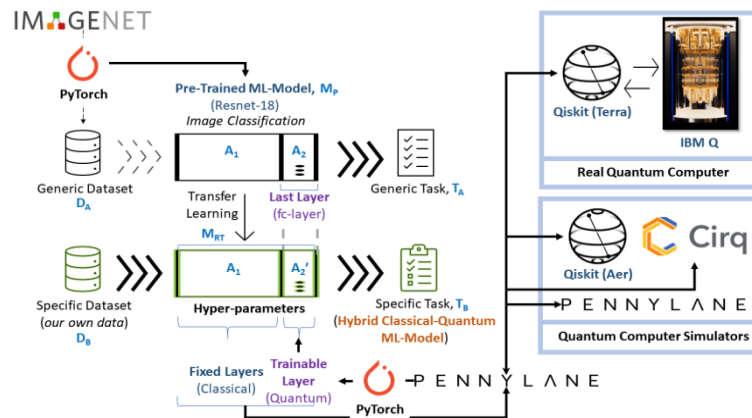 IMAGENET
PyTorch
Pre-Trained ML-Model, MP
(Resnet-18)
Image Classification
A1
A2
Generic Dataset
DA
Generic Task, TA
Transfer
Learning
Last Layer
(fc-layer)
MRT
A1
A2'
Specific Dataset
(our own data)
DB
Hyper-parameters
Specific Task, TB
(Hybrid Classical-Quantum
ML-Model)
Fixed Layers
(Classical)
Trainable
Layer
(Quantum)
PyTorch
PENNYLANE
Qiskit (Terra)
IBM Q
Real Quantum Computer
Qiskit (Aer)
Cirq
PENNYLANE
Quantum Computer Simulators